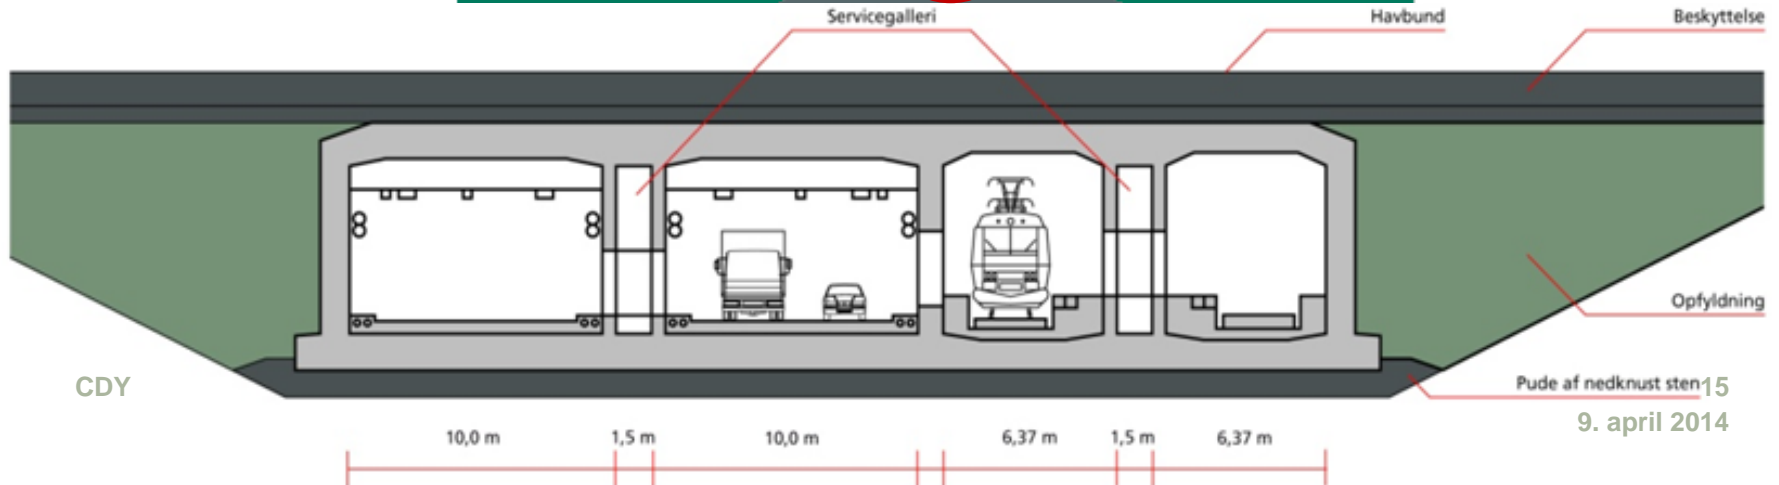 Servicegalleri
Havbund
Beskyttelse
Opfyldning
Pude af nedknust sten
CDY
15
9. april 2014
10,0 m
1,5 m
10,0 m
6,37 m
1,5 m
6,37 m